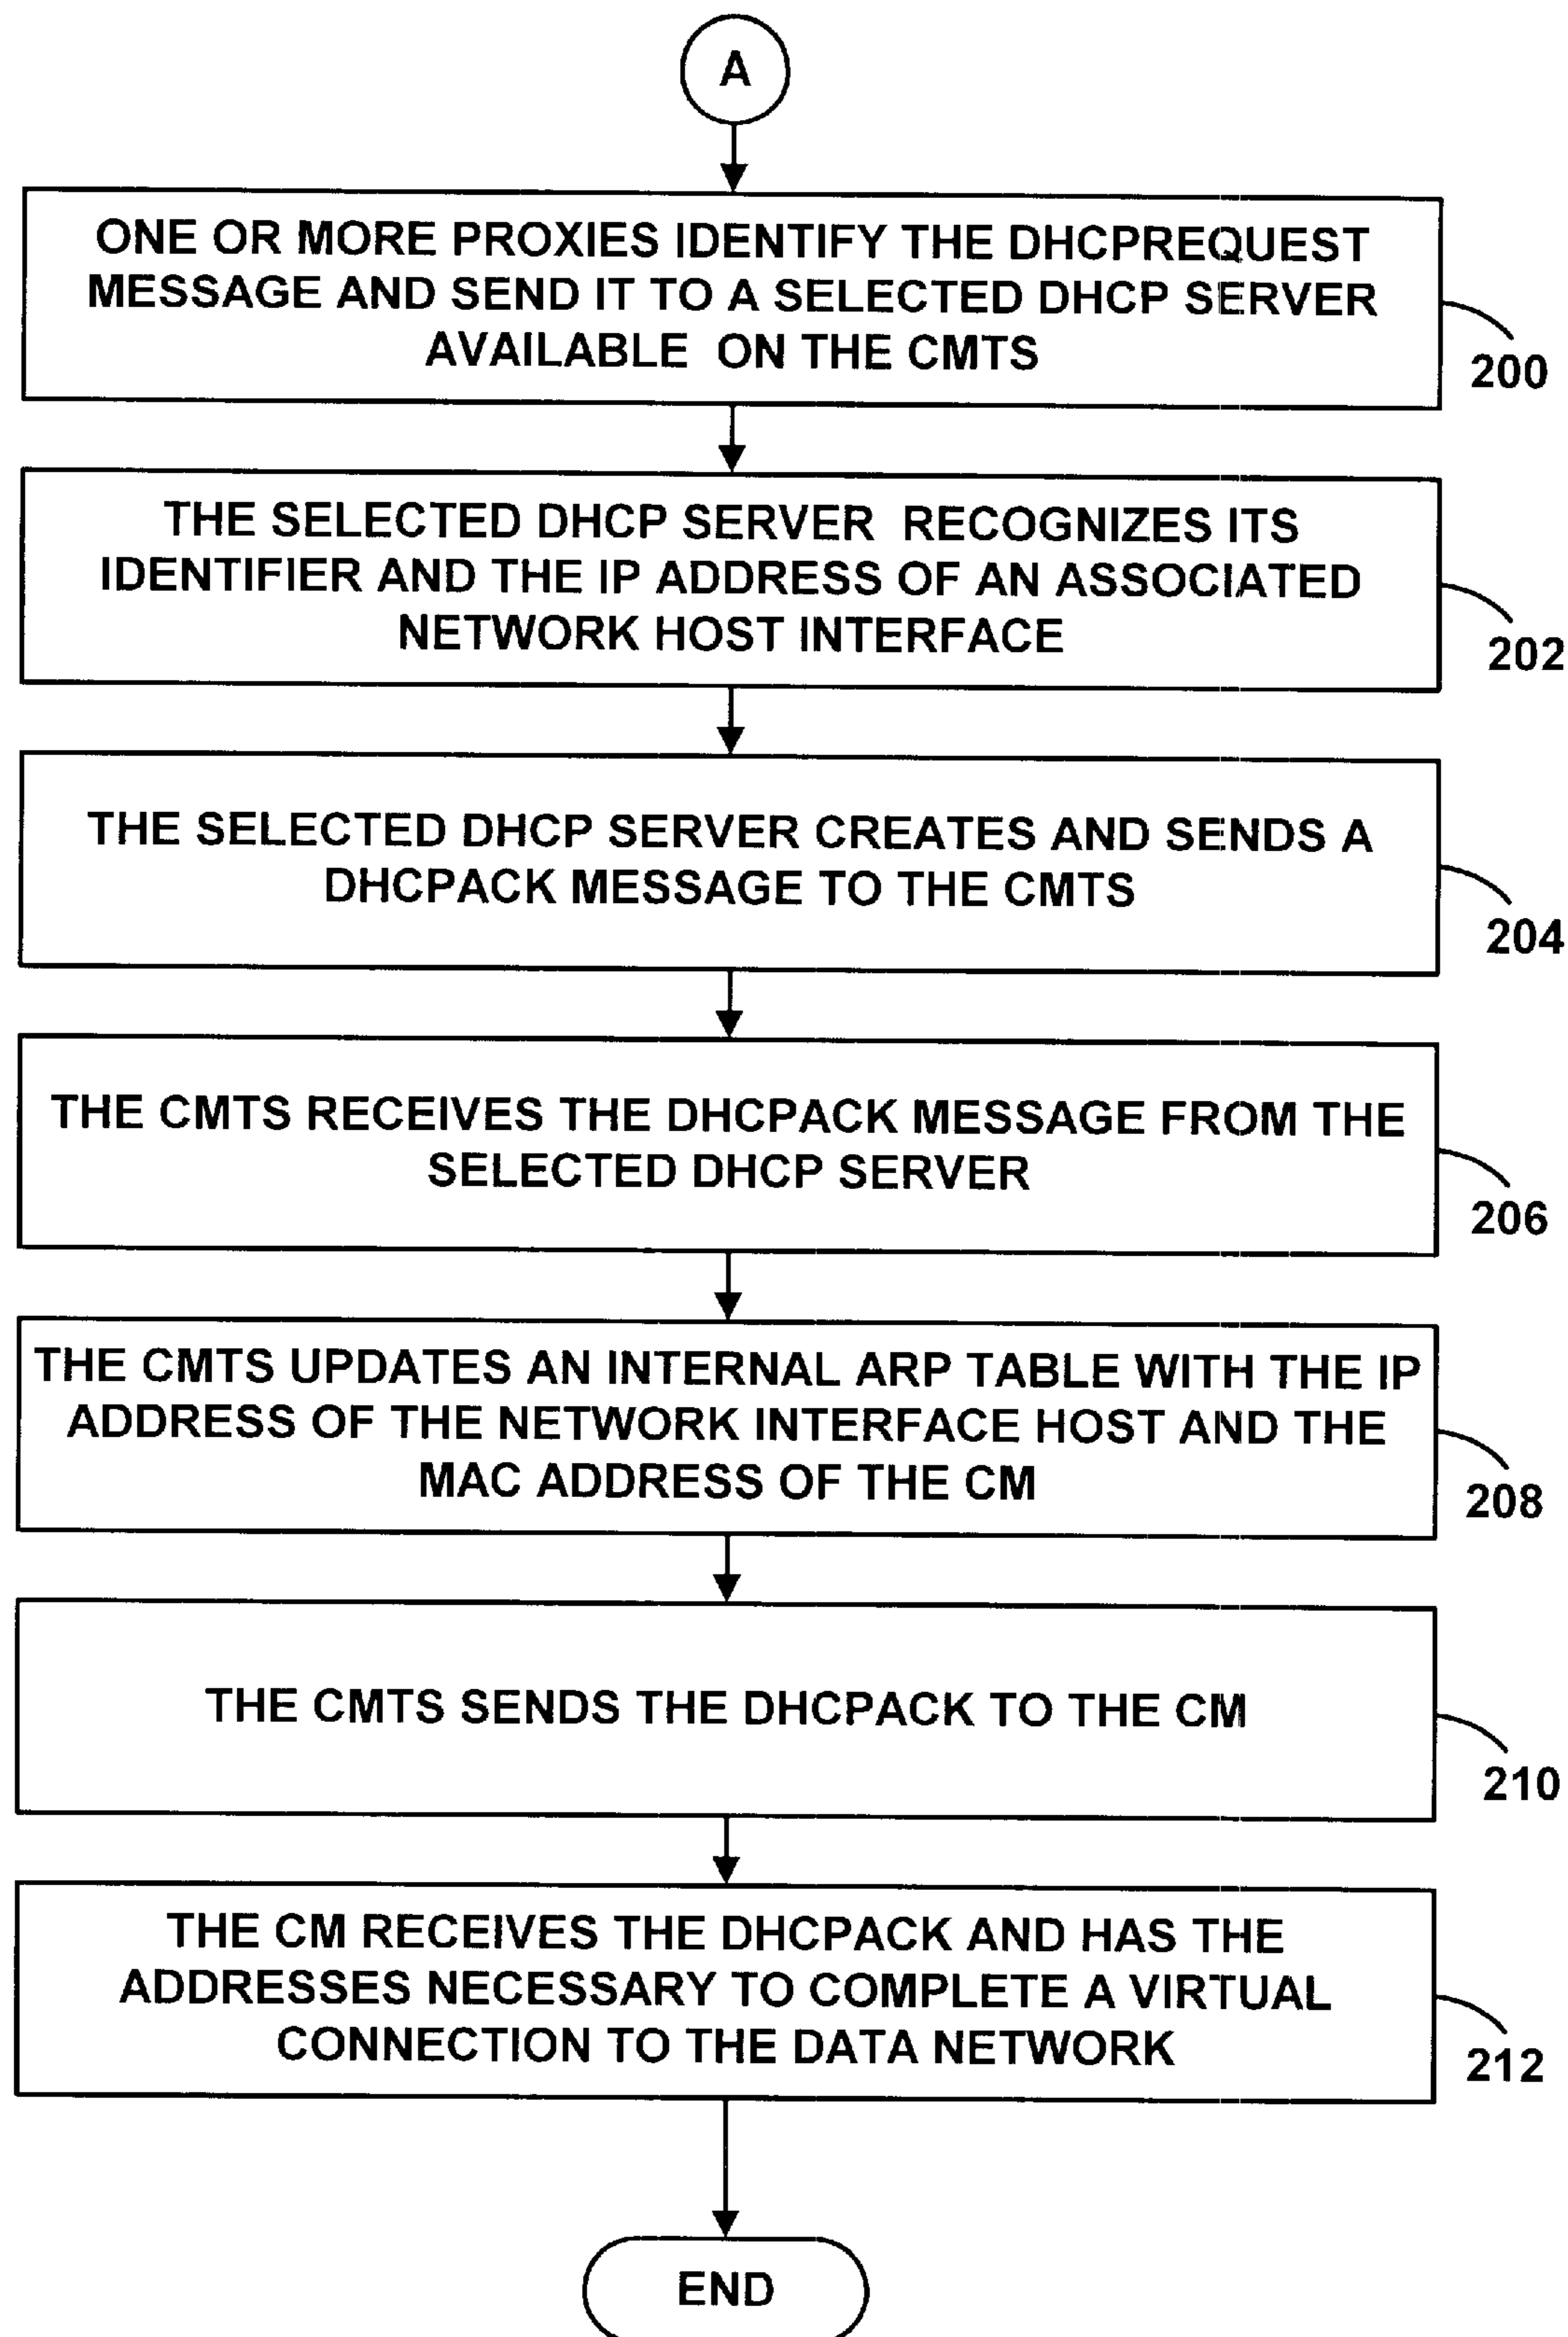 A
ONE OR MORE PROXIES IDENTIFY THE DHCPREQUEST
MESSAGE AND SEND IT TO A SELECTED DHCP SERVER
AVAILABLE ON THE CMTS
200
THE SELECTED DHCP SERVER RECOGNIZES ITS
IDENTIFIER AND THE IP ADDRESS OF AN ASSOCIATED
NETWORK HOST INTERFACE
202
THE SELECTED DHCP SERVER CREATES AND SENDS A
DHCPACK MESSAGE TO THE CMTS
204
THE CMTS RECEIVES THE DHCPACK MESSAGE FROM THE
SELECTED DHCP SERVER
206
THE CMTS UPDATES AN INTERNAL ARP TABLE WITH THE IP
ADDRESS OF THE NETWORK INTERFACE HOST AND THE
MAC ADDRESS OF THE CM
208
THE CMTS SENDS THE DHCPACK TO THE CM
210
THE CM RECEIVES THE DHCPACK AND HAS THE
ADDRESSES NECESSARY TO COMPLETE A VIRTUAL
CONNECTION TO THE DATA NETWORK
212
END